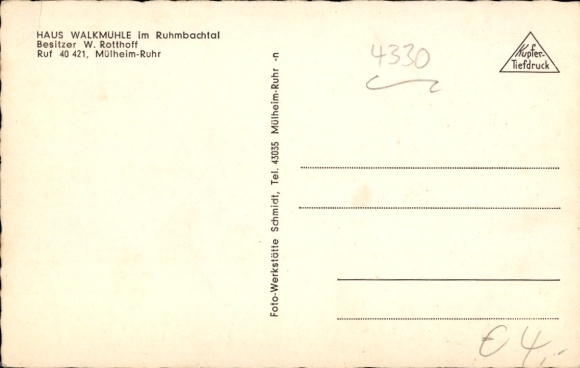 HAUS WALKMÜHLE im Ruhmbachtal
Besitzer W. Rotthoff
Ruf 40 421, Mülheim-Ruhr
Foto-Werkstätte Schmidt, Tel. 43035 Mülheim-Ruhr -n
4330
Kupfer-
Tiefdruck
€ 4,-